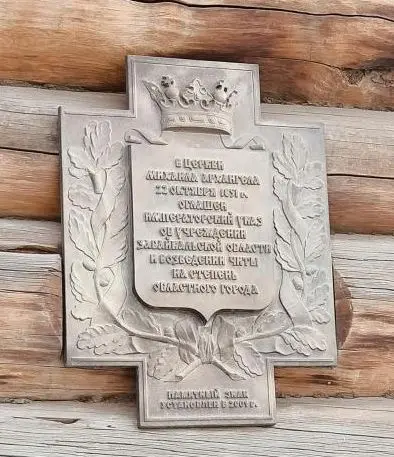 В ЦЕРКВИ
МИХАИЛА АРХАНГЕЛА
22 ОКТЯБРЯ 1851 г.
ОГЛАШЕН
ИМПЕРАТОРСКИЙ УКАЗ
ОБ УЧРЕЖДЕНИИ
ЗАБАЙКАЛЬСКОЙ ОБЛАСТИ
И ВОЗВЕДЕНИИ ЧИТЫ
НА СТЕПЕНЬ
ОБЛАСТНОГО ГОРОДА
ПАМЯТНЫЙ ЗНАК
УСТАНОВЛЕН В 2001 г.